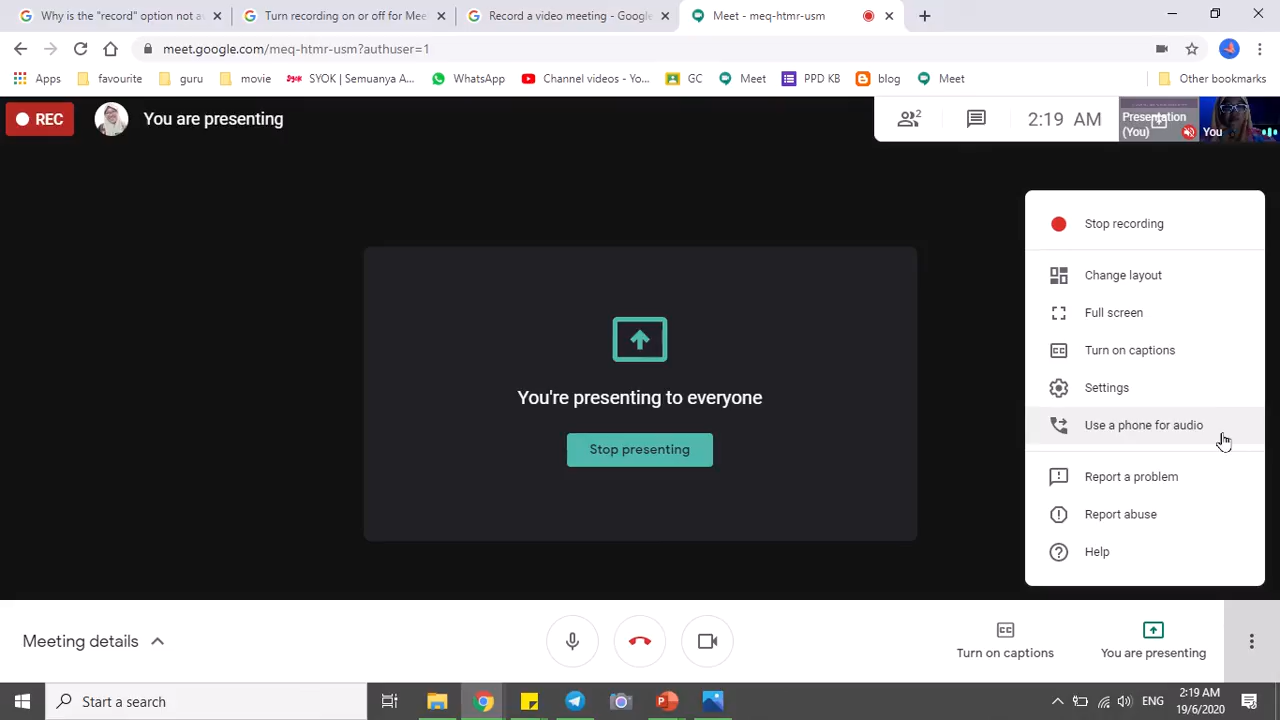 Why is the "record" option not a
Turn recording on or off for Mee
Record a video meeting - Google
Meet - meq-htmr-usm
meet.google.com/meq-htmr-usm?authuser=1
Apps
favourite
guru
movie
SYOK | Semuanya A...
WhatsApp
Channel videos - Yo...
GC
Meet
PPD KB
blog
Meet
Other bookmarks
REC
You are presenting
2
2:19 AM
Presentation
(You)
You
Stop recording
Change layout
Full screen
Turn on captions
Settings
Use a phone for audio
Report a problem
Report abuse
Help
You're presenting to everyone
Stop presenting
Meeting details
Turn on captions
You are presenting
Start a search
ENG
2:19 AM
19/6/2020